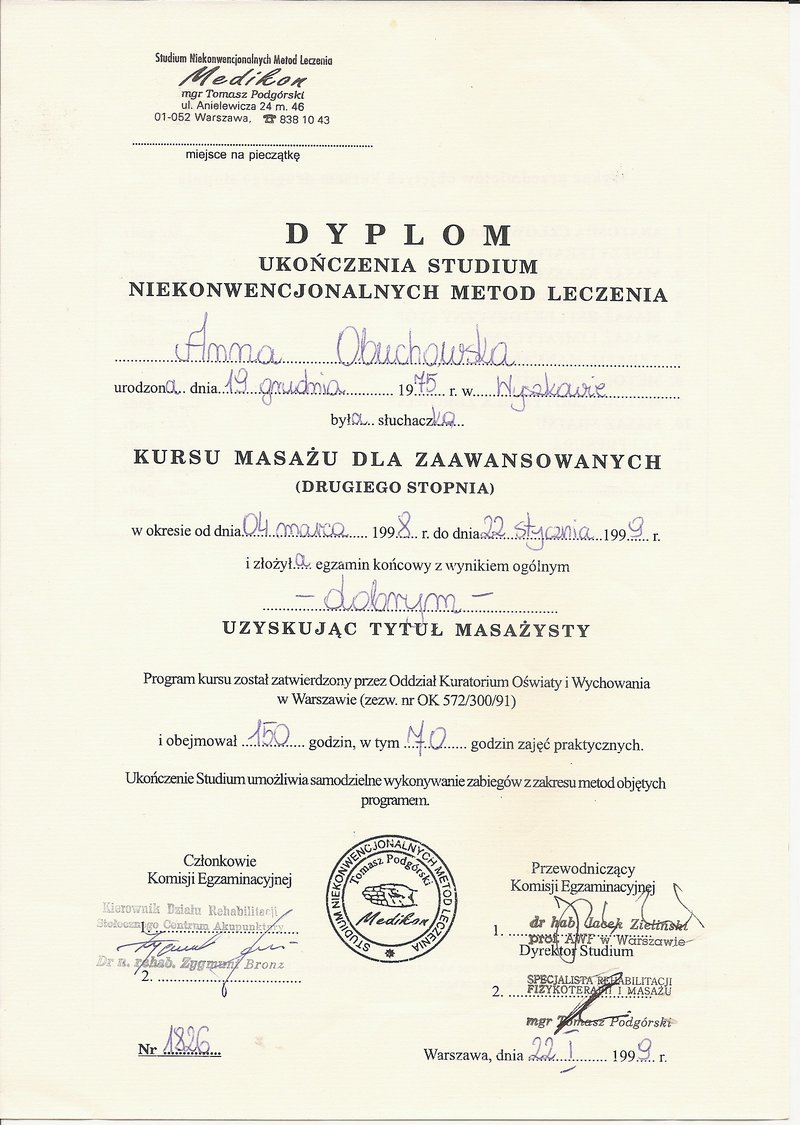 Studium Niekonwencjonalnych Metod Leczenia
Medikon
mgr Tomasz Podgórski
ul. Anielewicza 24 m. 46
01-052 Warszawa, ☎ 838 10 43
miejsce na pieczątkę
DYPLOM
UKOŃCZENIA STUDIUM
NIEKONWENCJONALNYCH METOD LECZENIA
Anna Obuchowska
urodzona dnia 19 grudnia 1975 r. w Wyszkowie
była słuchaczką
KURSU MASAŻU DLA ZAAWANSOWANYCH
(DRUGIEGO STOPNIA)
w okresie od dnia 04 marca 1998 r. do dnia 22 stycznia 1999 r.
i złożyła egzamin końcowy z wynikiem ogólnym
- dobrym -
UZYSKUJĄC TYTUŁ MASAŻYSTY
Program kursu został zatwierdzony przez Oddział Kuratorium Oświaty i Wychowania
w Warszawie (zezw. nr OK 572/300/91)
i obejmował 150 godzin, w tym 70 godzin zajęć praktycznych.
Ukończenie Studium umożliwia samodzielne wykonywanie zabiegów z zakresu metod objętych
programem.
Członkowie
Komisji Egzaminacyjnej
Kierownik Działu Rehabilitacji
1.
Stołecznego Centrum Akupunktury
Dr n. rehab. Zygmunt Bronz
2.
STUDIUM NIEKONWENCJONALNYCH METOD LECZENIA
Tomasz Podgórski
Medikon
Przewodniczący
Komisji Egzaminacyjnej
1. dr hab. Jacek Zieliński
prof. AWF w Warszawie
Dyrektor Studium
SPECJALISTA REHABILITACJI
2. FIZYKOTERAPII I MASAŻU
mgr Tomasz Podgórski
Nr 1826
Warszawa, dnia 22 I 1999 r.